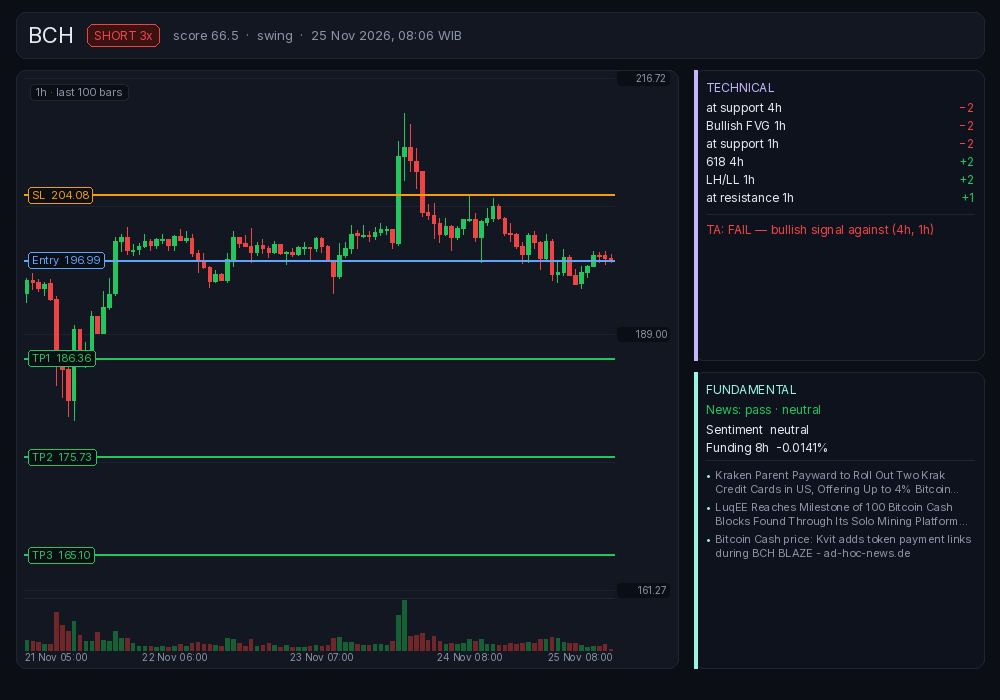 BCH SHORT 3x score 66.5 · swing · 25 Nov 2026, 08:06 WIB
1h · last 100 bars
216.72
SL 204.08
Entry 196.99
189.00
TP1 186.36
TP2 175.73
TP3 165.10
161.27
21 Nov 05:00 22 Nov 06:00 23 Nov 07:00 24 Nov 08:00 25 Nov 08:00
TECHNICAL
at support 4h −2
Bullish FVG 1h −2
at support 1h −2
618 4h +2
LH/LL 1h +2
at resistance 1h +1
TA: FAIL — bullish signal against (4h, 1h)
FUNDAMENTAL
News: pass · neutral
Sentiment neutral
Funding 8h -0.0141%
• Kraken Parent Payward to Roll Out Two Krak
Credit Cards in US, Offering Up to 4% Bitcoin...
• LuqEE Reaches Milestone of 100 Bitcoin Cash
Blocks Found Through Its Solo Mining Platform...
• Bitcoin Cash price: Kvit adds token payment links
during BCH BLAZE - ad-hoc-news.de